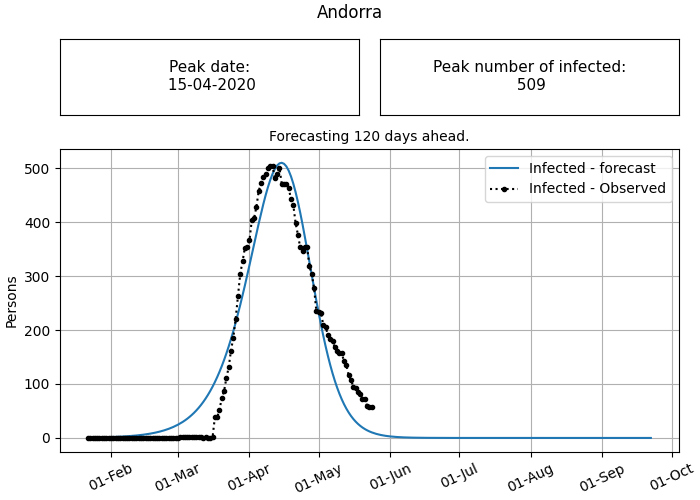 Andorra
Peak date:
15-04-2020
Peak number of infected:
509
Forecasting 120 days ahead.
Infected - forecast
Infected - Observed
Persons
500
400
300
200
100
0
01-Feb
01-Mar
01-Apr
01-May
01-Jun
01-Jul
01-Aug
01-Sep
01-Oct